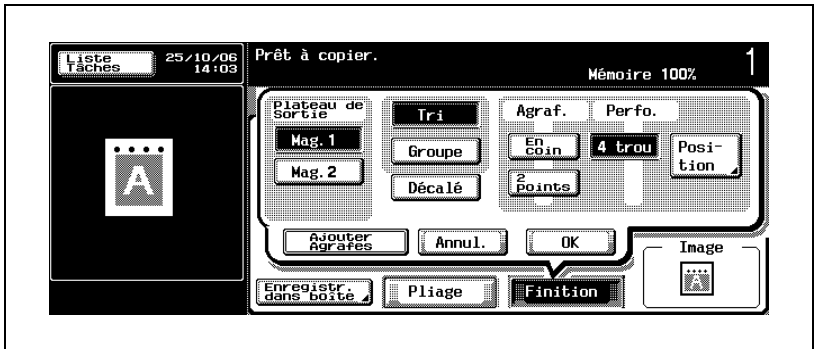 Liste
Tâches
25/10/06
14:03
Prêt à copier.
Mémoire 100%
1
Plateau de
Sortie
Mag.1
Mag.2
Tri
Groupe
Décalé
Agraf.
En
coin
2
points
Perfo.
4 trou
Posi-
tion
Ajouter
Agrafes
Annul.
OK
Enregistr.
dans boîte
Pliage
Finition
Image
A
A